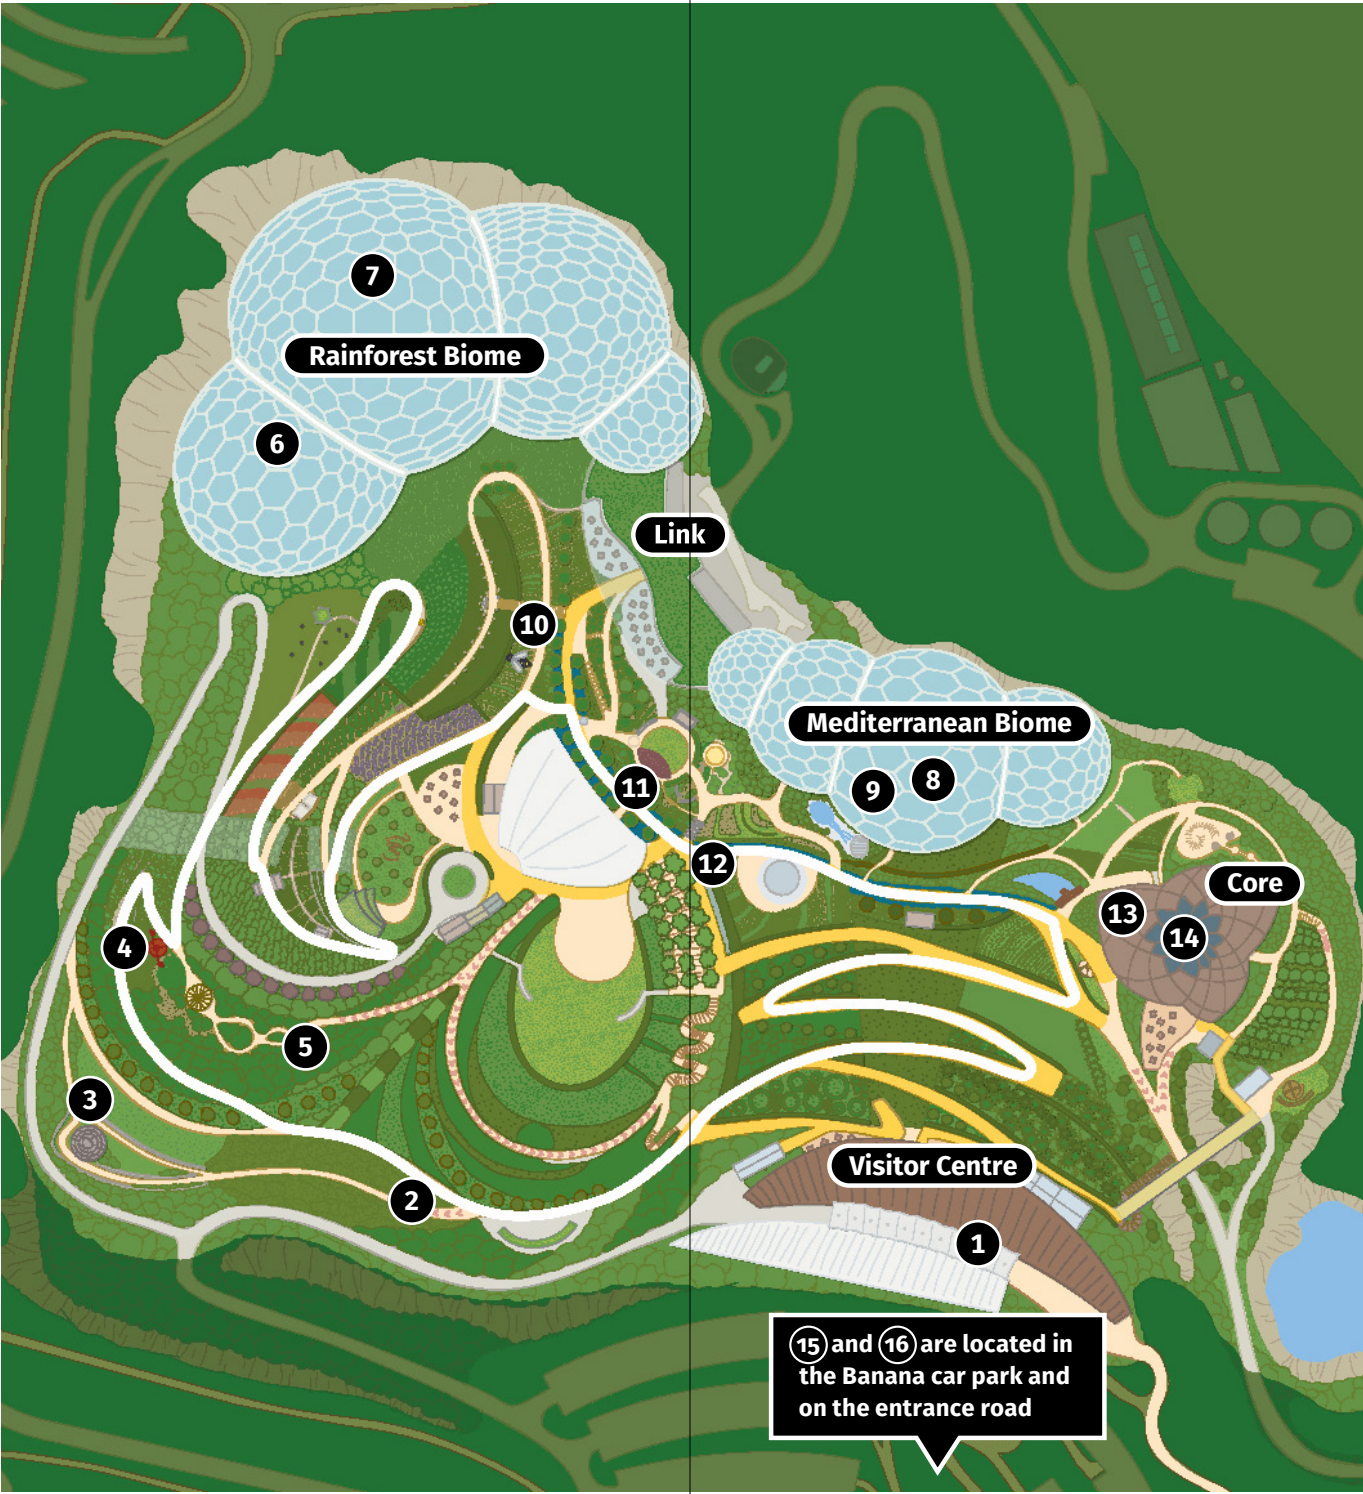 7
Rainforest Biome
6
Link
10
Mediterranean Biome
11
9
8
12
Core
13
14
4
5
3
Visitor Centre
2
1
15 and 16 are located in
the Banana car park and
on the entrance road